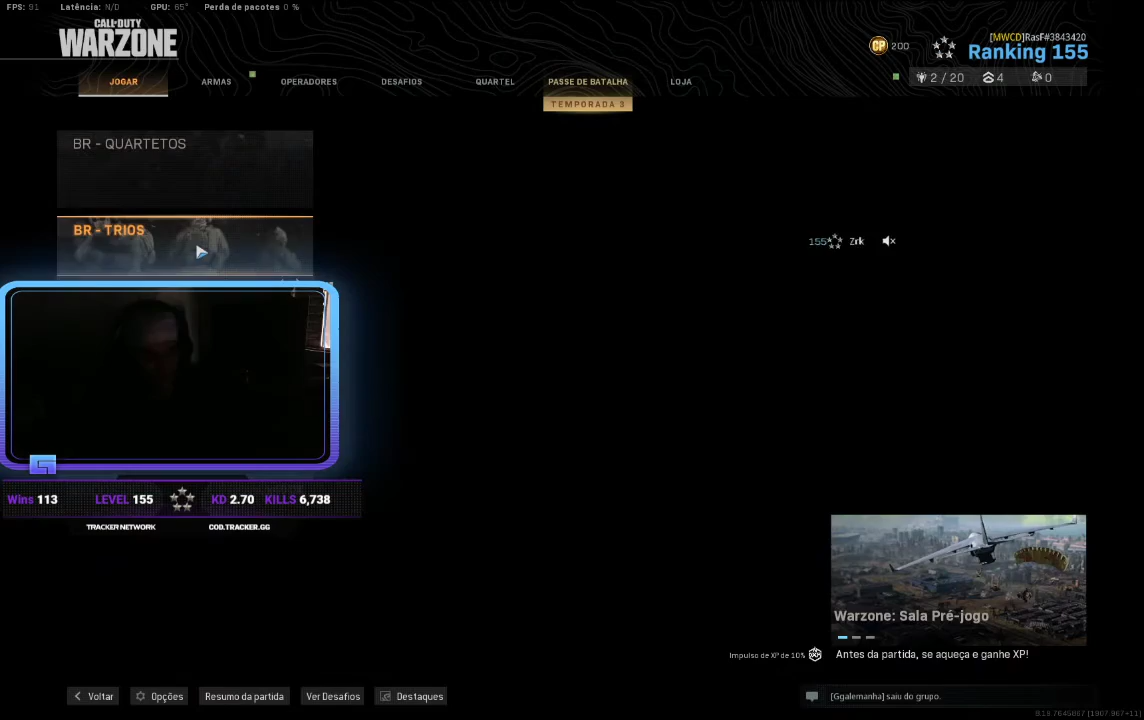 FPS: 91 Latência: N/D GPU: 65° Perda de pacotes 0 %
CALL OF DUTY
WARZONE
CP 200
[MWCD]RasF#3843420
Ranking 155
2 / 20 4 0
JOGAR ARMAS OPERADORES DESAFIOS QUARTEL PASSE DE BATALHA LOJA
TEMPORADA 3
BR - QUARTETOS
BR - TRIOS
155 Zrk
Wins 113 LEVEL 155 KD 2.70 KILLS 6,738
TRACKER NETWORK COD.TRACKER.GG
Warzone: Sala Pré-jogo
Impulso de XP de 10% Antes da partida, se aqueça e ganhe XP!
Voltar Opções Resumo da partida Ver Desafios Destaques
[Ggalemanha] saiu do grupo.